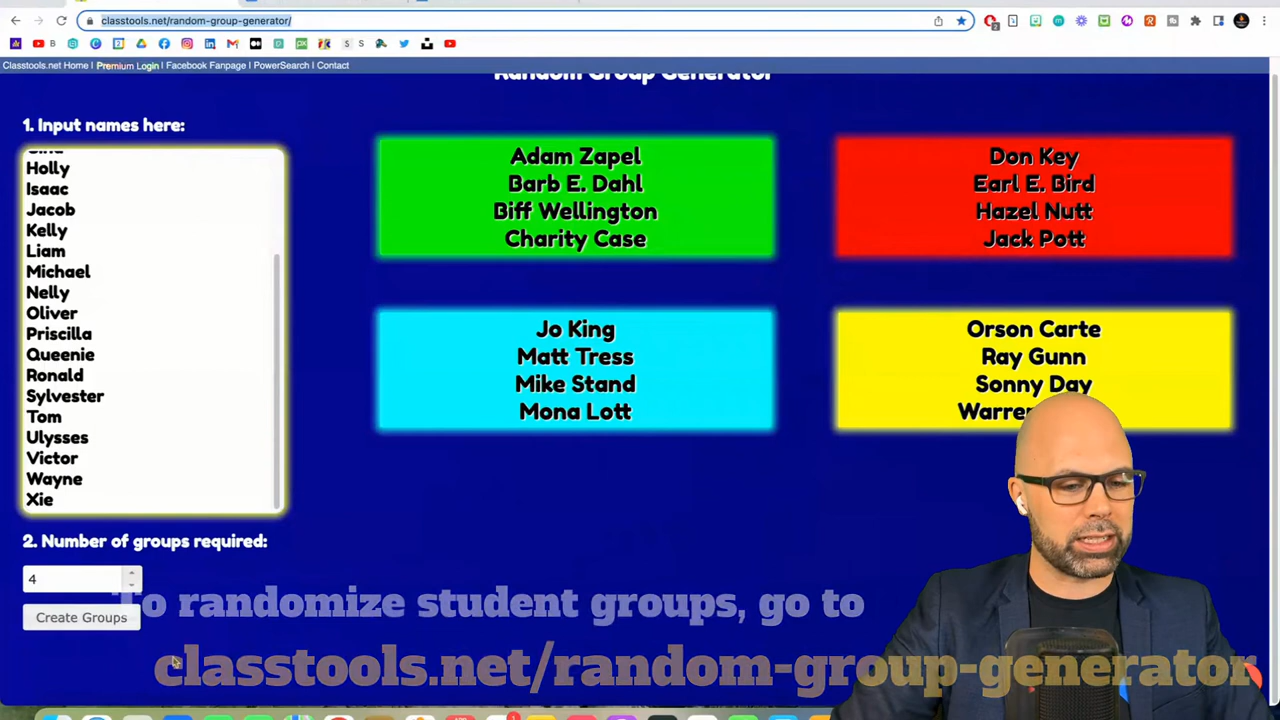 classtools.net/random-group-generator/
B
S
S
Classtools.net Home | Premium Login | Facebook Fanpage | PowerSearch | Contact
Random Group Generator
1. Input names here:
Gina
Holly
Isaac
Jacob
Kelly
Liam
Michael
Nelly
Oliver
Priscilla
Queenie
Ronald
Sylvester
Tom
Ulysses
Victor
Wayne
Xie
Adam Zapel
Barb E. Dahl
Biff Wellington
Charity Case
Don Key
Earl E. Bird
Hazel Nutt
Jack Pott
Jo King
Matt Tress
Mike Stand
Mona Lott
Orson Carte
Ray Gunn
Sonny Day
2. Number of groups required:
4
Create Groups
To randomize student groups, go to
classtools.net/random-group-generator